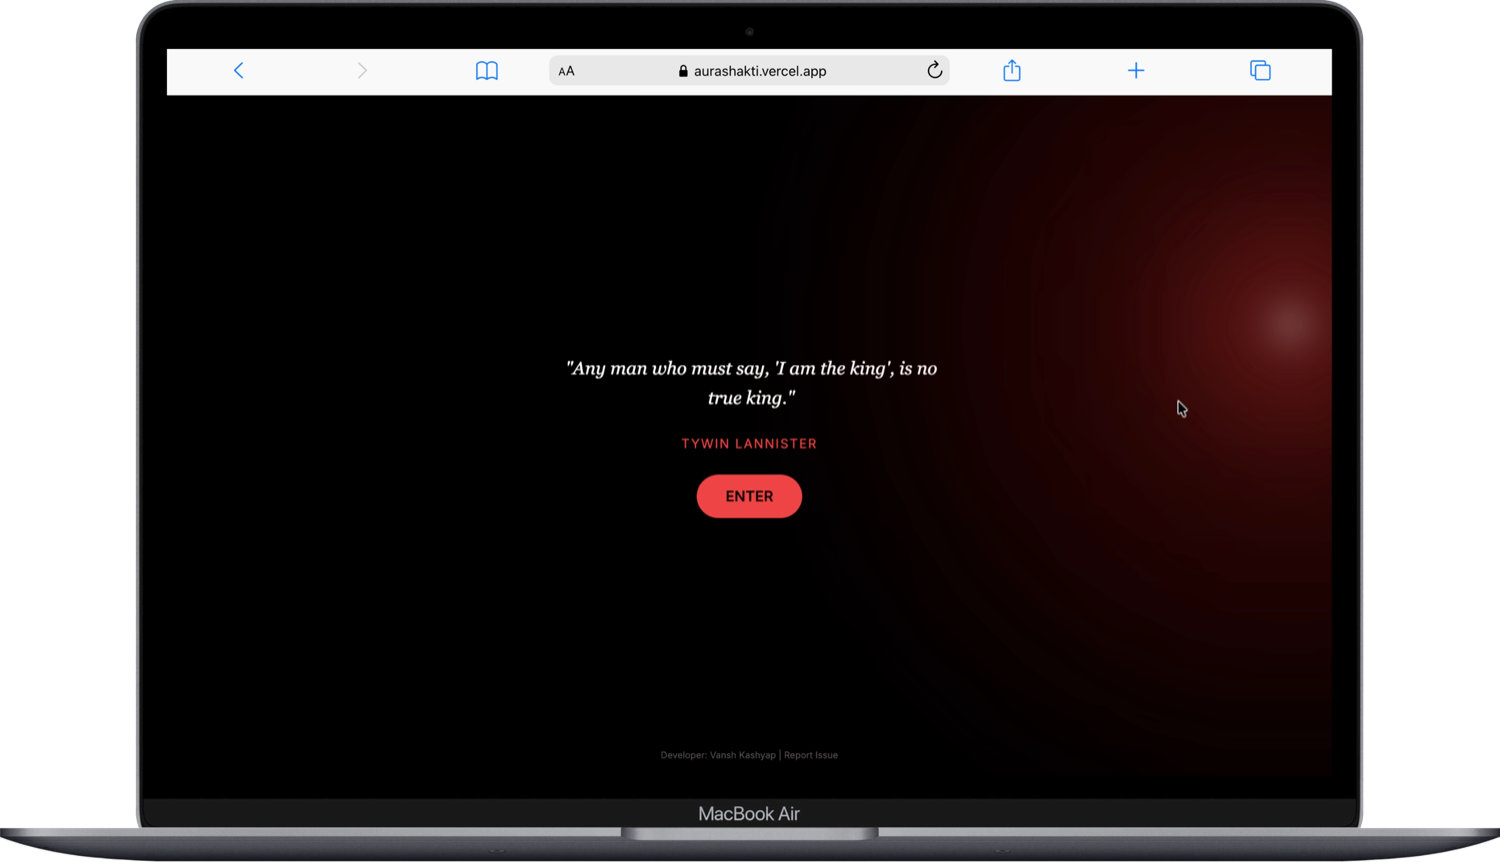 AA aurashakti.vercel.app
"Any man who must say, 'I am the king', is no
true king."
TYWIN LANNISTER
ENTER
Developer: Vansh Kashyap | Report Issue
MacBook Air